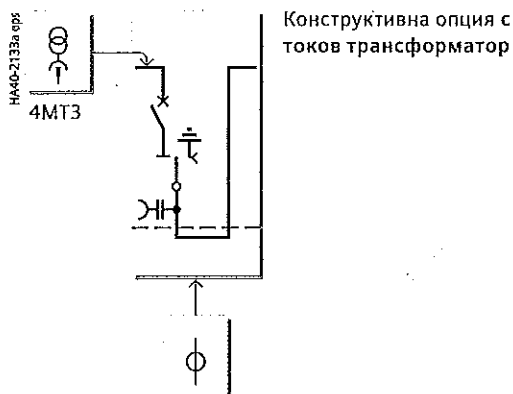 Конструктивна опция с
токов трансформатор
HA40-2133a eps
4MT3